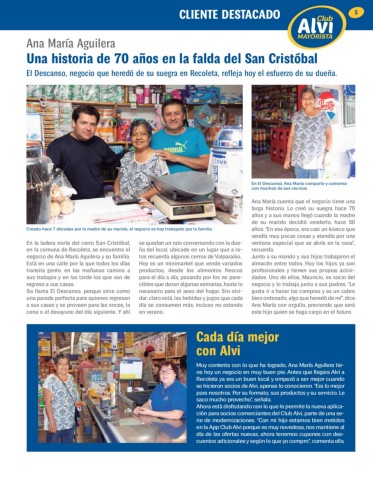 CLIENTE DESTACADO
5
Club
Alvi
MAYORISTA
Ana María Aguilera
Una historia de 70 años en la falda del San Cristóbal
El Descanso, negocio que heredó de su suegra en Recoleta, refleja hoy el esfuerzo de su dueña.
En El Descanso, Ana María comparte y conversa
con muchos de sus vecinos.
Creado hace 7 décadas por la madre de su marido, el negocio es hoy trabajado por la familia.
En la ladera norte del cerro San Cristóbal,
en la comuna de Recoleta, se encuentra el
negocio de Ana María Aguilera y su familia.
Está en una calle por la que todos los días
transita gente, en las mañanas camino a
sus trabajos y en las tarde los que ven de
regreso a sus casas.
Se llama El Descanso, porque sirve como
una parada perfecta para quienes regresan
a sus casas y se proveen para las onces, la
cena o el desayuno del día siguiente. Y ahí
se quedan un rato conversando con la due-
ña del local, ubicado en un lugar que a ra-
tos recuerda algunos cerros de Valparaíso.
Hoy es un minimarket que vende variados
productos, desde los alimentos frescos
para el día a día, pasando por los no pere-
cibles que duran algunas semanas, hasta lo
necesario para el aseo del hogar. Sin olvi-
dar, claro está, las bebidas y jugos que cada
día se consumen más, incluso no estando
en verano.
Ana María cuenta que el negocio tiene una
larga historia. Lo creó su suegra hace 70
años y a sus manos llegó cuando la madre
de su marido decidió venderlo, hace 50
años. "En esa época, era casi un kiosco que
vendía muy pocas cosas y atendía por una
ventana especial que se abría en la casa",
recuerda.
Junto a su marido y sus hijos trabajaron el
almacén entre todos. Hoy los hijos ya son
profesionales y tienen sus propias activi-
dades. Uno de ellos, Mauricio, es socio del
negocio y lo trabaja junto a sus padres. "Le
gusta ir a hacer las compras y es un cabro
bien ordenado, algo que heredó de mí", dice
Ana María con orgullo, previendo que será
este hijo quien se haga cargo en el futuro.
Cada día mejor
con Alvi
Muy contenta con lo que ha logrado, Ana María Aguilera tie-
ne hoy un negocio en muy buen pie. Antes que llegara Alvi a
Recoleta ya era un buen local y empezó a ser mejor cuando
se hicieron socios de Alvi, apenas lo conocieron. "Era lo mejor
para nosotros. Por su formato, sus productos y su servicio. Le
saco mucho provecho", señala.
Ahora está disfrutando con lo que le permite la nueva aplica-
ción para socios comerciantes del Club Alvi, parte de una se-
rie de modernizaciones. "Con mi hijo estamos bien metidos
en la App Club Alvi porque es muy novedosa, nos mantiene al
día de las ofertas nuevas, ahora tenemos cupones con des-
cuentos adicionales y según lo que yo compro", comenta ella.